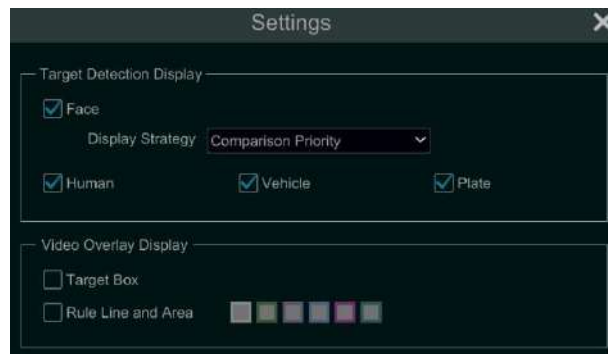 Settings
Target Detection Display
Face
Display Strategy Comparison Priority
Human Vehicle Plate
Video Overlay Display
Target Box
Rule Line and Area